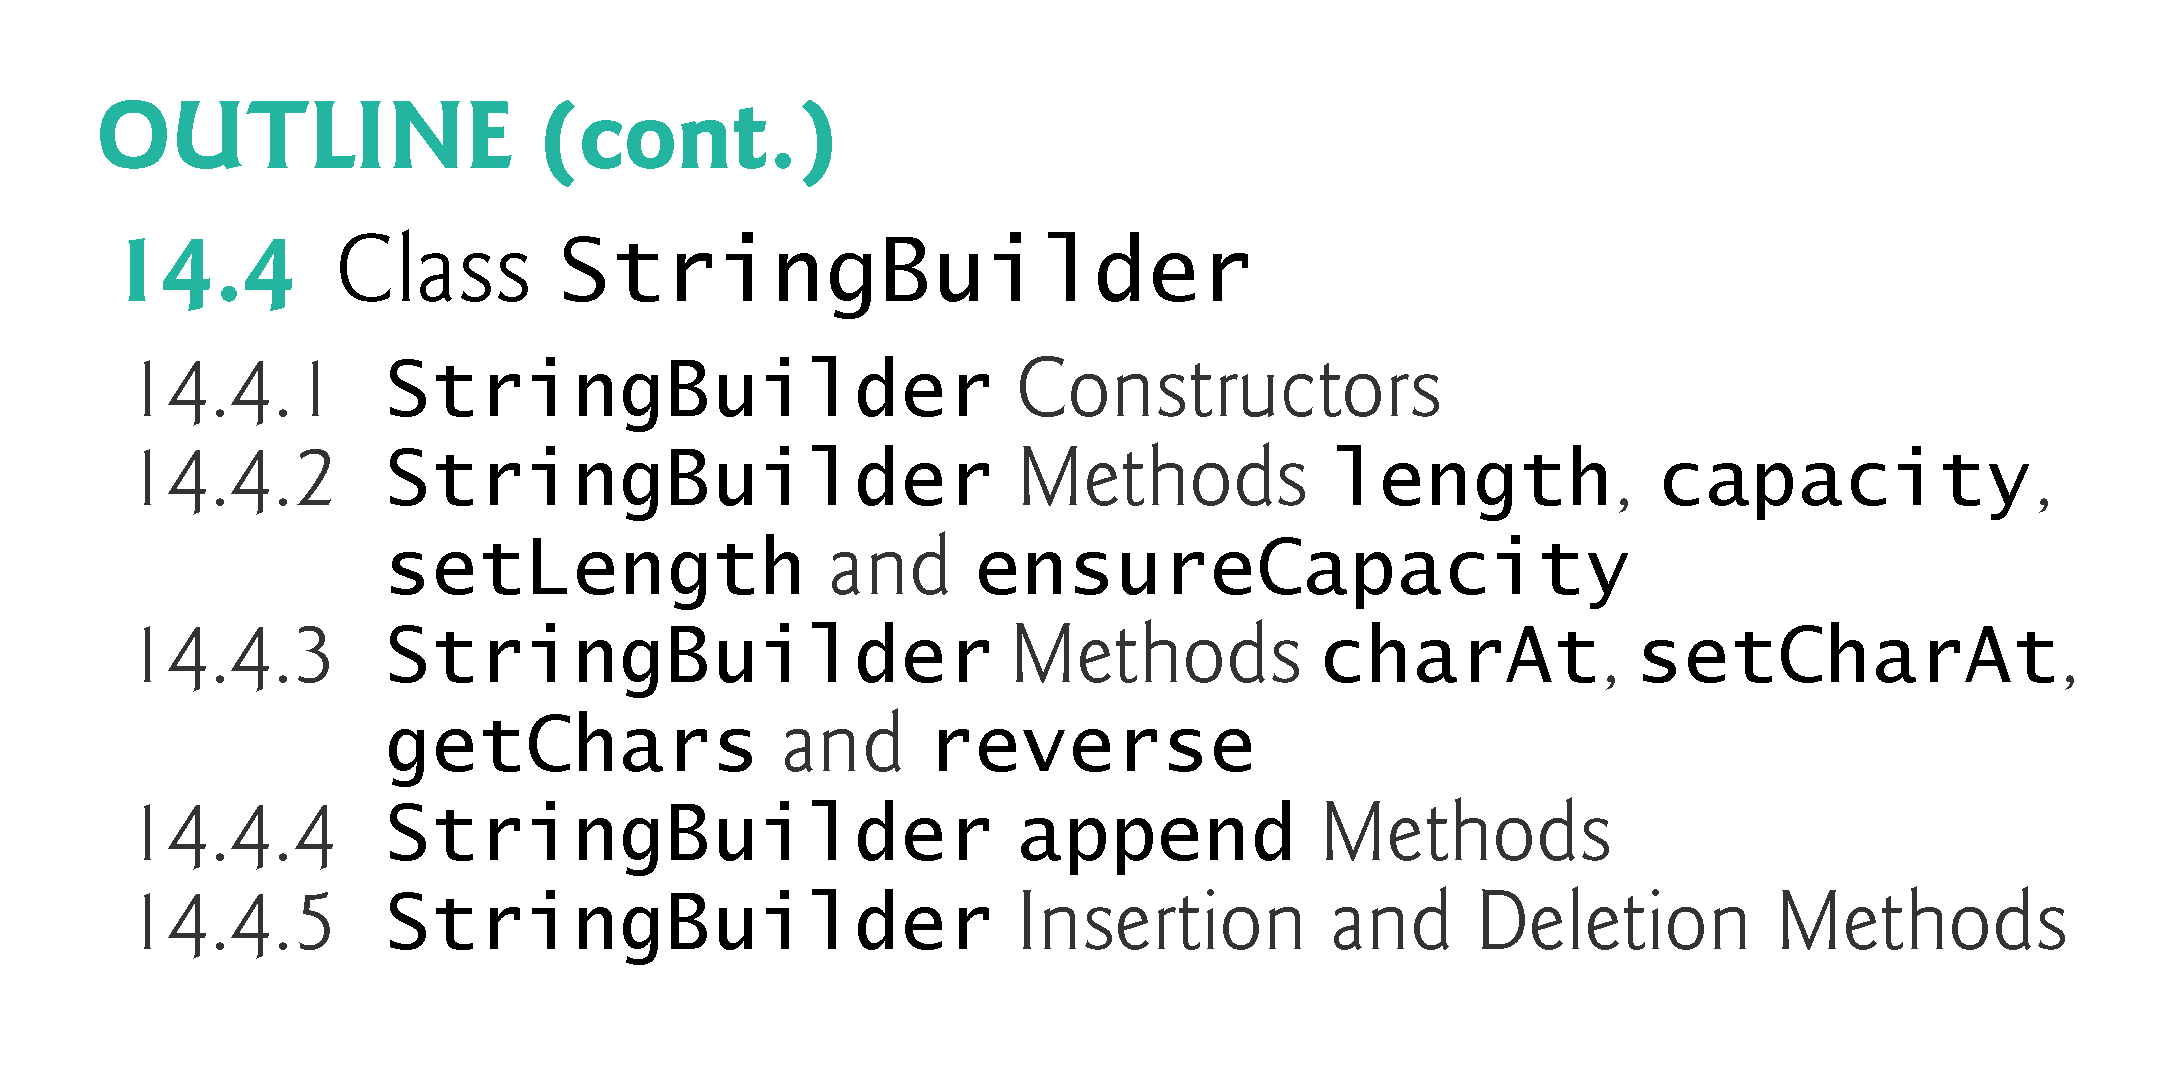 OUTLINE (cont.)
14.4 Class StringBuilder
14.4.1 StringBuilder Constructors
14.4.2 StringBuilder Methods length, capacity,
setLength and ensureCapacity
14.4.3 StringBuilder Methods charAt, setCharAt,
getChars and reverse
14.4.4 StringBuilder append Methods
14.4.5 StringBuilder Insertion and Deletion Methods